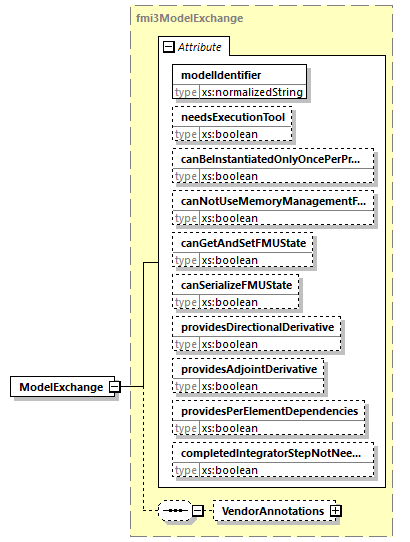 fmi3ModelExchange
Attribute
modelIdentifier
type xs:normalizedString
needsExecutionTool
type xs:boolean
canBeInstantiatedOnlyOncePerPr...
type xs:boolean
canNotUseMemoryManagementF...
type xs:boolean
canGetAndSetFMUState
type xs:boolean
canSerializeFMUState
type xs:boolean
providesDirectionalDerivative
type xs:boolean
providesAdjointDerivative
type xs:boolean
ModelExchange
providesPerElementDependencies
type xs:boolean
completedIntegratorStepNotNee...
type xs:boolean
VendorAnnotations